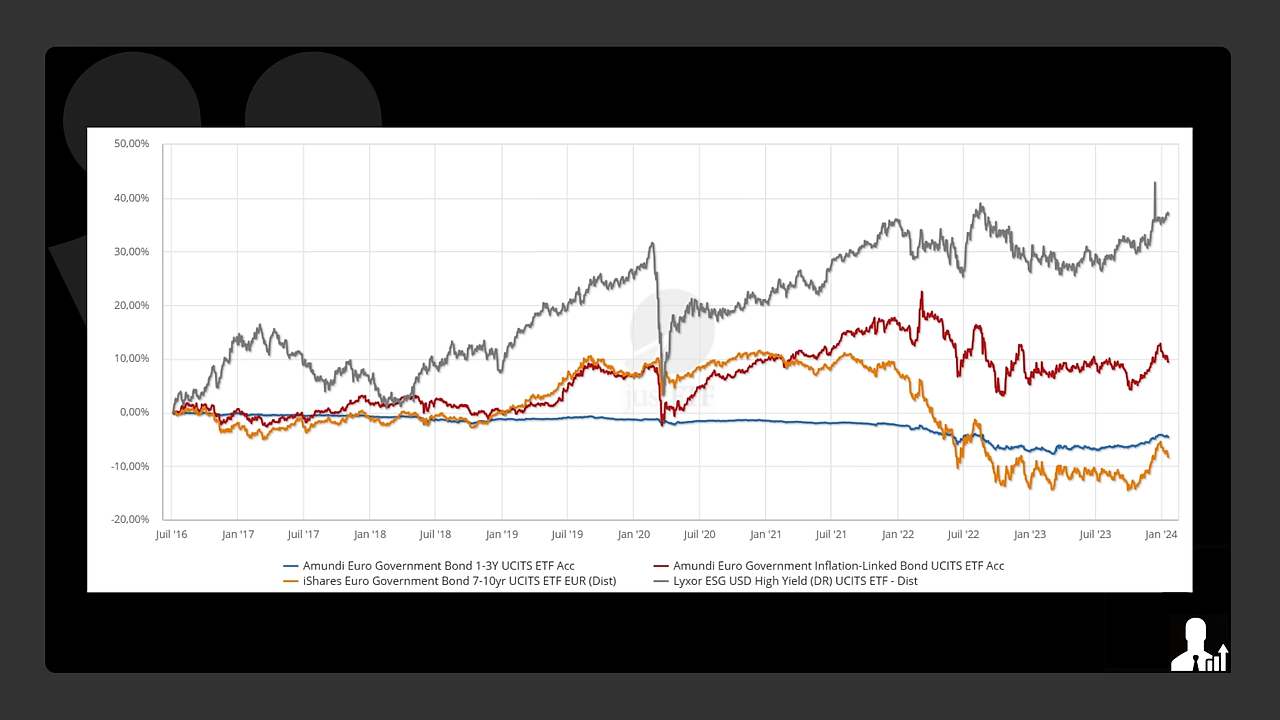 50,00%
40,00%
30,00%
20,00%
10,00%
0,00%
-10,00%
-20,00%
Juil '16 Jan '17 Juil '17 Jan '18 Juil '18 Jan '19 Juil '19 Jan '20 Juil '20 Jan '21 Juil '21 Jan '22 Juil '22 Jan '23 Juil '23 Jan '24
justETF
Amundi Euro Government Bond 1-3Y UCITS ETF Acc Amundi Euro Government Inflation-Linked Bond UCITS ETF Acc
iShares Euro Government Bond 7-10yr UCITS ETF EUR (Dist) Lyxor ESG USD High Yield (DR) UCITS ETF - Dist